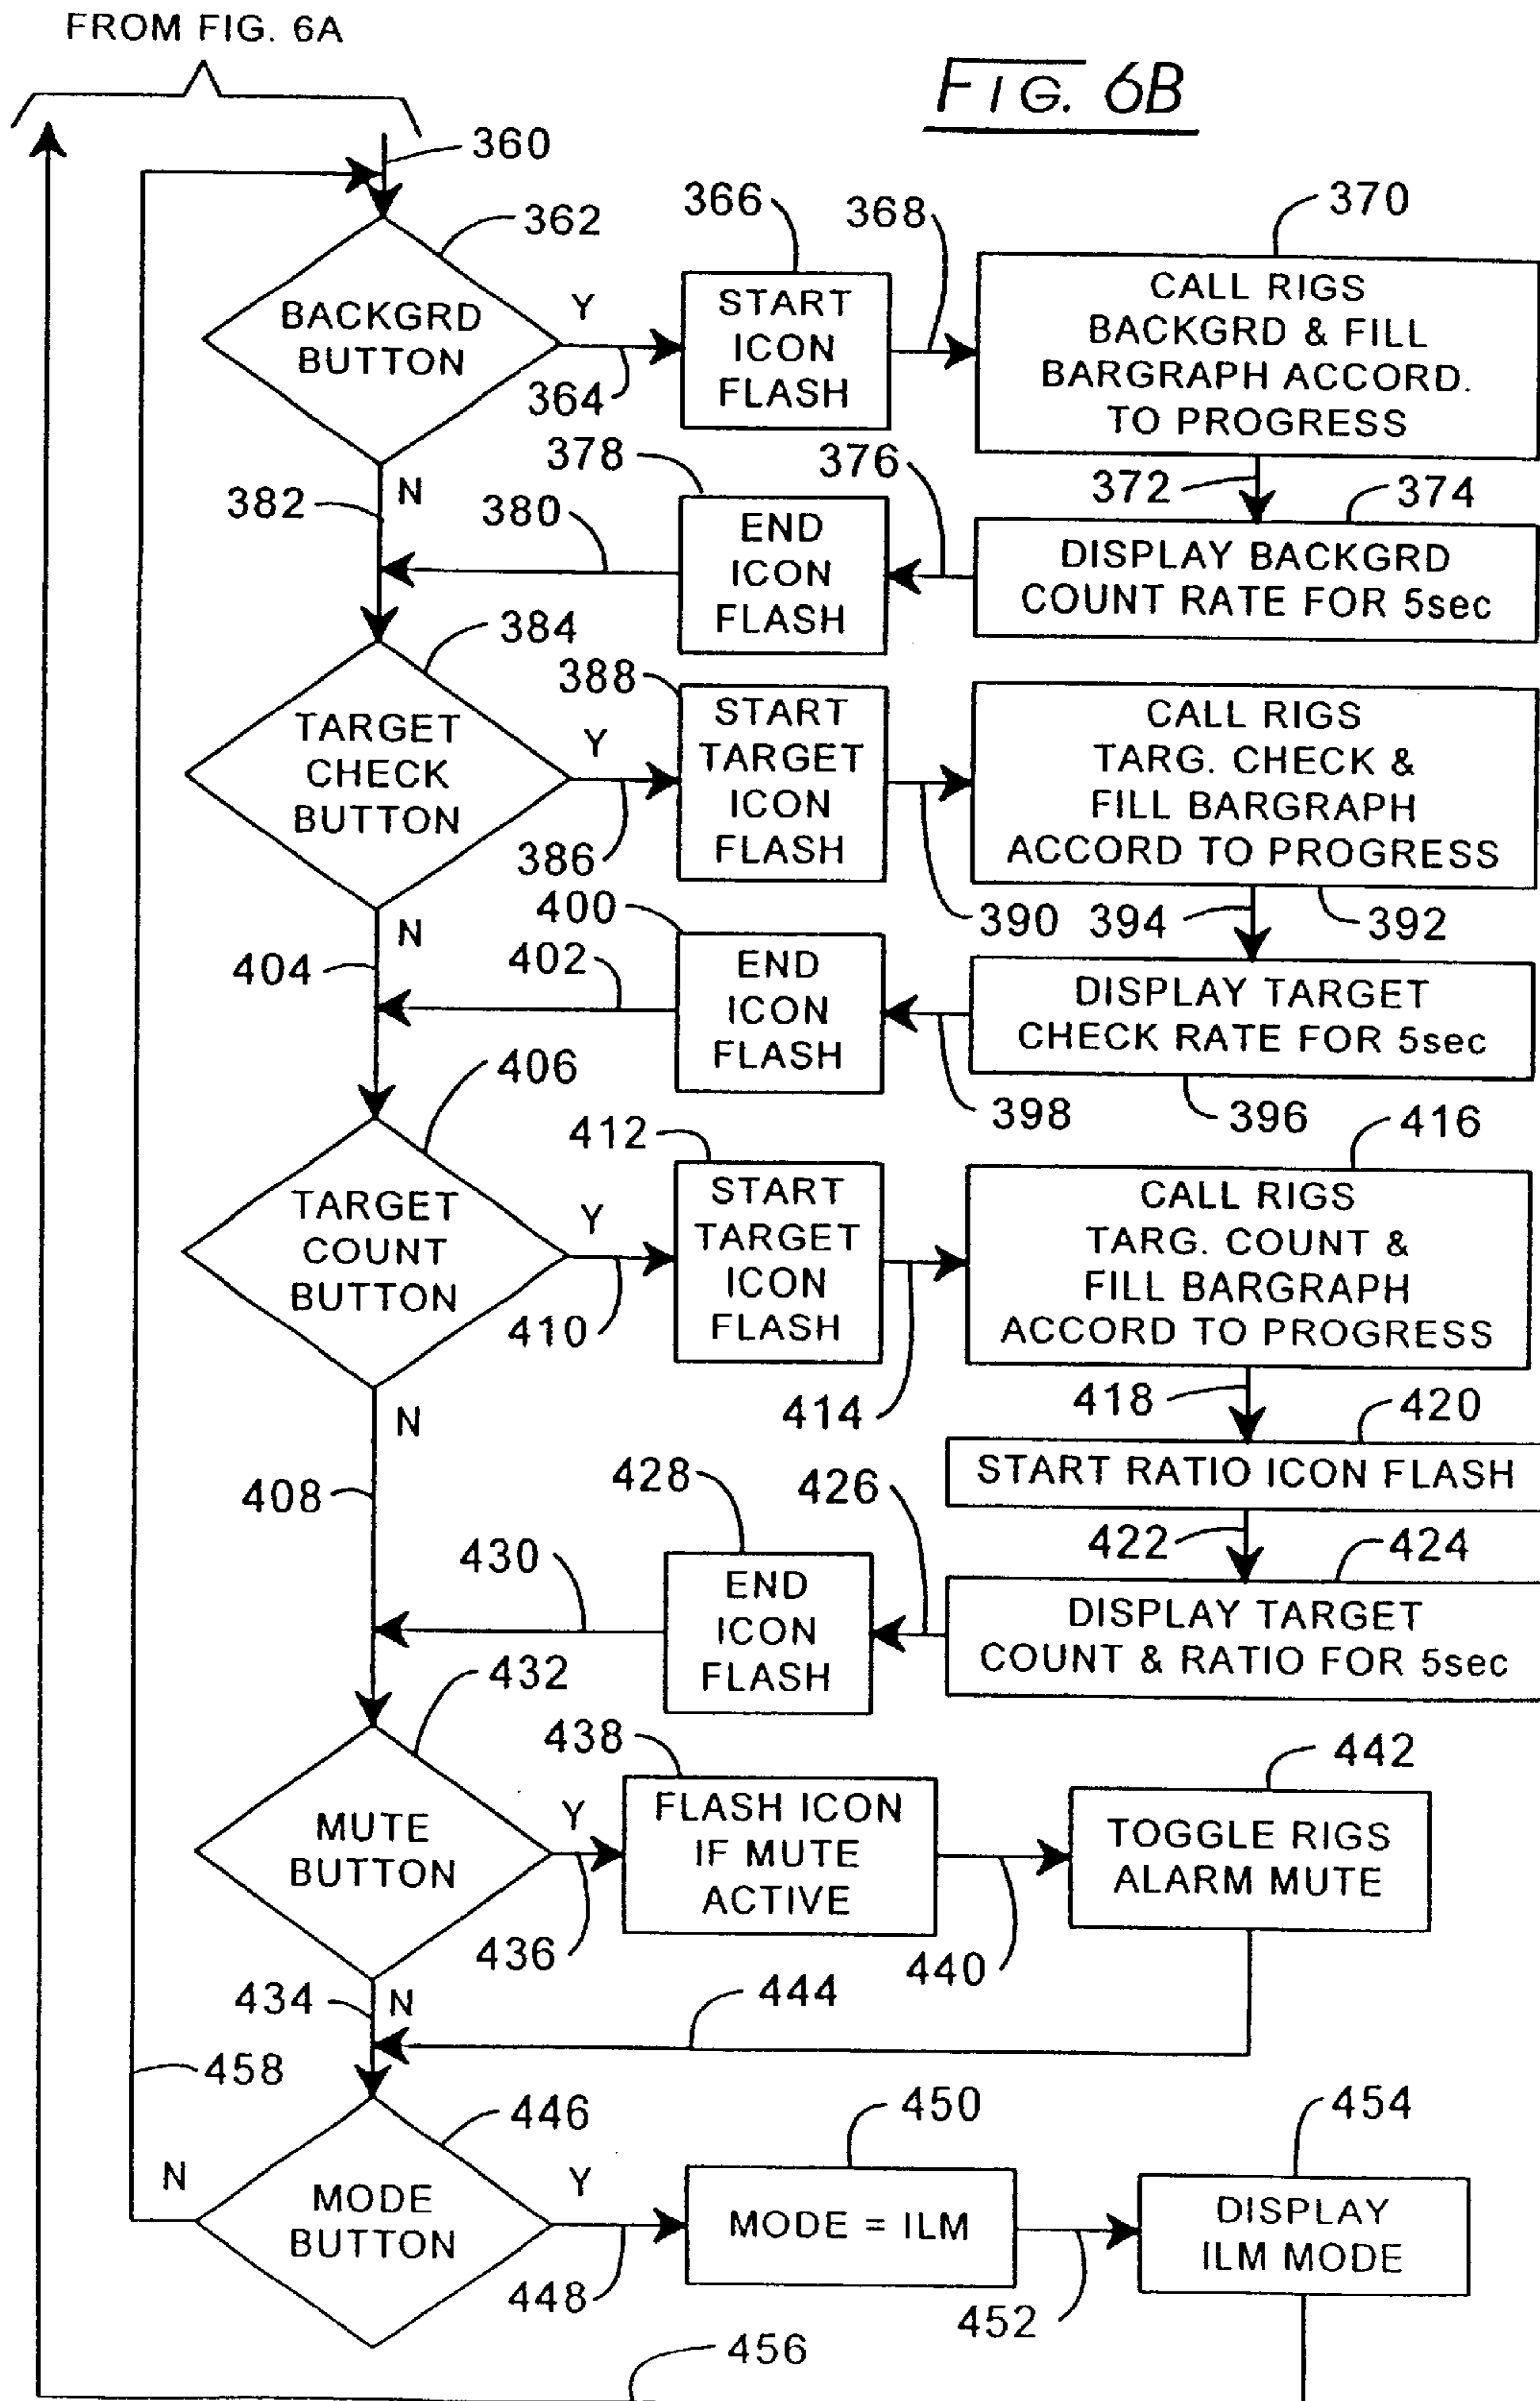 FROM FIG. 6A
FIG. 6B
360
362
366
368
370
BACKGRD
BUTTON
Y
364
START
ICON
FLASH
CALL RIGS
BACKGRD & FILL
BARGRAPH ACCORD.
TO PROGRESS
N
382
380
378
376
372
374
END
ICON
FLASH
DISPLAY BACKGRD
COUNT RATE FOR 5sec
384
388
TARGET
CHECK
BUTTON
Y
386
START
TARGET
ICON
FLASH
CALL RIGS
TARG. CHECK &
FILL BARGRAPH
ACCORD TO PROGRESS
390
394
392
N
404
400
402
END
ICON
FLASH
DISPLAY TARGET
CHECK RATE FOR 5sec
398
396
406
412
416
TARGET
COUNT
BUTTON
Y
410
START
TARGET
ICON
FLASH
CALL RIGS
TARG. COUNT &
FILL BARGRAPH
ACCORD TO PROGRESS
414
418
420
N
408
START RATIO ICON FLASH
428
426
422
424
430
END
ICON
FLASH
DISPLAY TARGET
COUNT & RATIO FOR 5sec
432
438
442
MUTE
BUTTON
Y
436
FLASH ICON
IF MUTE
ACTIVE
440
TOGGLE RIGS
ALARM MUTE
434
N
444
458
446
450
454
N
MODE
BUTTON
Y
448
MODE = ILM
452
DISPLAY
ILM MODE
456